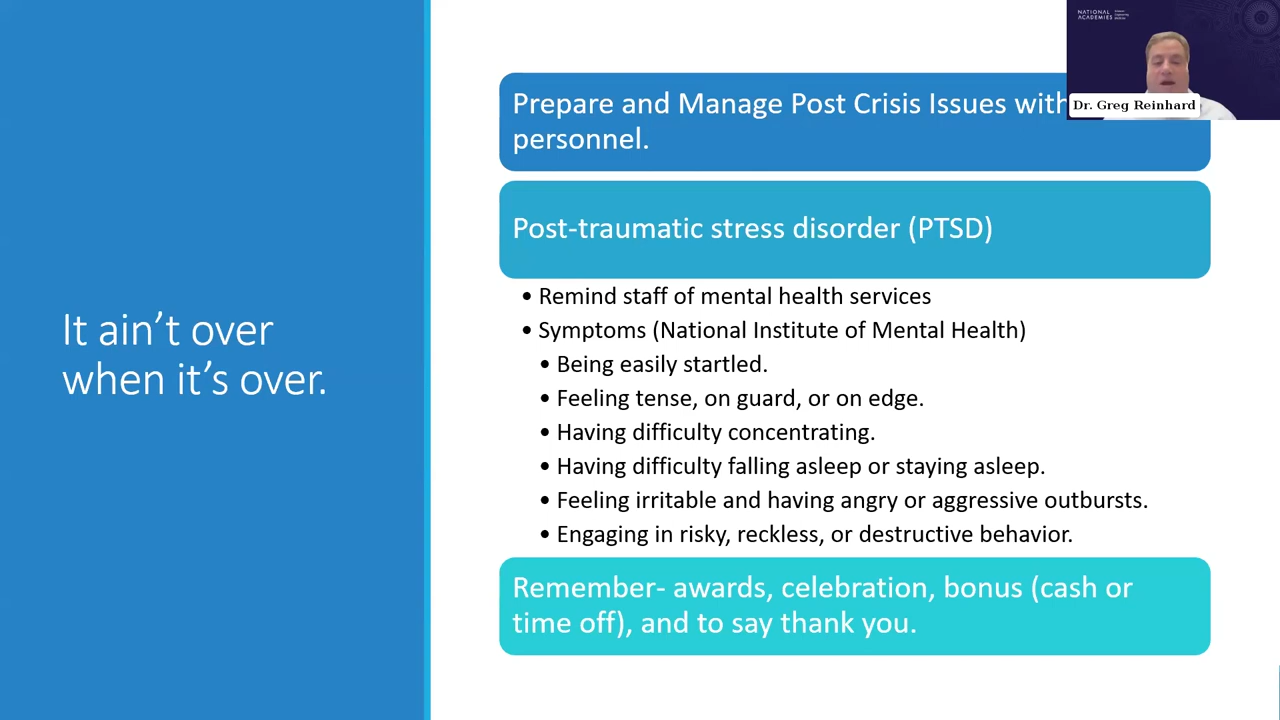 It ain’t over
when it’s over.
Prepare and Manage Post Crisis Issues with
personnel.
Post-traumatic stress disorder (PTSD)
• Remind staff of mental health services
• Symptoms (National Institute of Mental Health)
• Being easily startled.
• Feeling tense, on guard, or on edge.
• Having difficulty concentrating.
• Having difficulty falling asleep or staying asleep.
• Feeling irritable and having angry or aggressive outbursts.
• Engaging in risky, reckless, or destructive behavior.
Remember- awards, celebration, bonus (cash or
time off), and to say thank you.
NATIONAL
ACADEMIES
Dr. Greg Reinhard